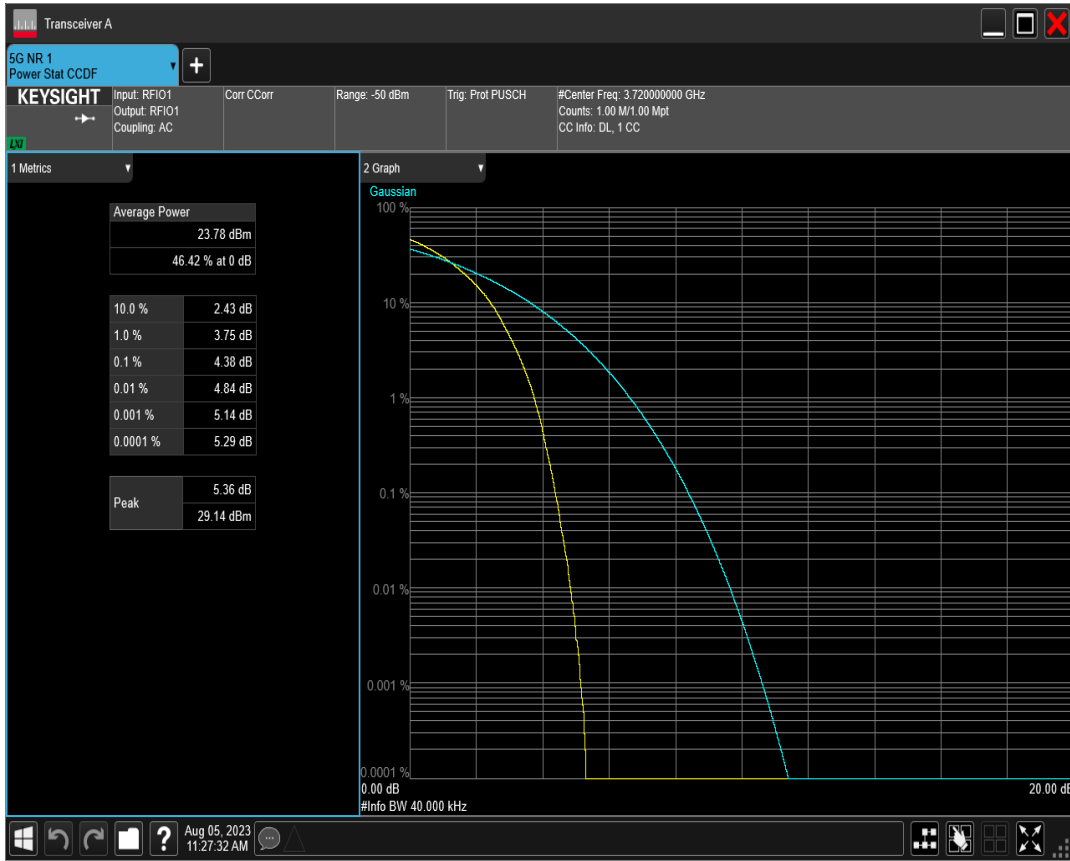 Transceiver A
5G NR 1
Power Stat CCDF
KEYSIGHT
LXI
Input: RFIO1
Output: RFIO1
Coupling: AC
Corr CCorr
Range: -50 dBm
Trig: Prot PUSCH
#Center Freq: 3.720000000 GHz
Counts: 1.00 M/1.00 Mpt
CC Info: DL, 1 CC
1 Metrics
Average Power
23.78 dBm
46.42 % at 0 dB
10.0 % 2.43 dB
1.0 % 3.75 dB
0.1 % 4.38 dB
0.01 % 4.84 dB
0.001 % 5.14 dB
0.0001 % 5.29 dB
Peak
5.36 dB
29.14 dBm
2 Graph
Gaussian
100 %
10 %
1 %
0.1 %
0.01 %
0.001 %
0.0001 %
0.00 dB
20.00 dB
#Info BW 40.000 kHz
?
Aug 05, 2023
11:27:32 AM